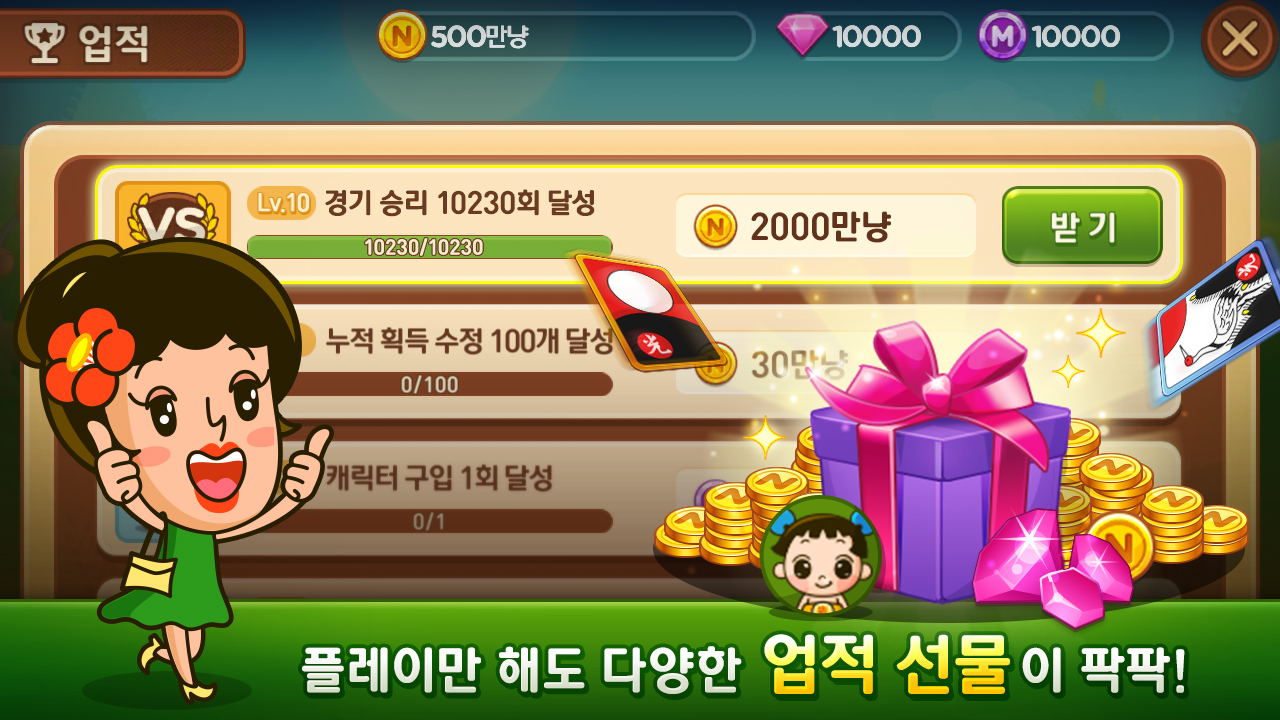 업적
N 500만냥
10000
M 10000
VS
Lv.10 경기 승리 10230회 달성
10230/10230
N 2000만냥
받기
누적 획득 수정 100개 달성
0/100
30만냥
캐릭터 구입 1회 달성
0/1
光
光
플레이만 해도 다양한 업적 선물이 팍팍!